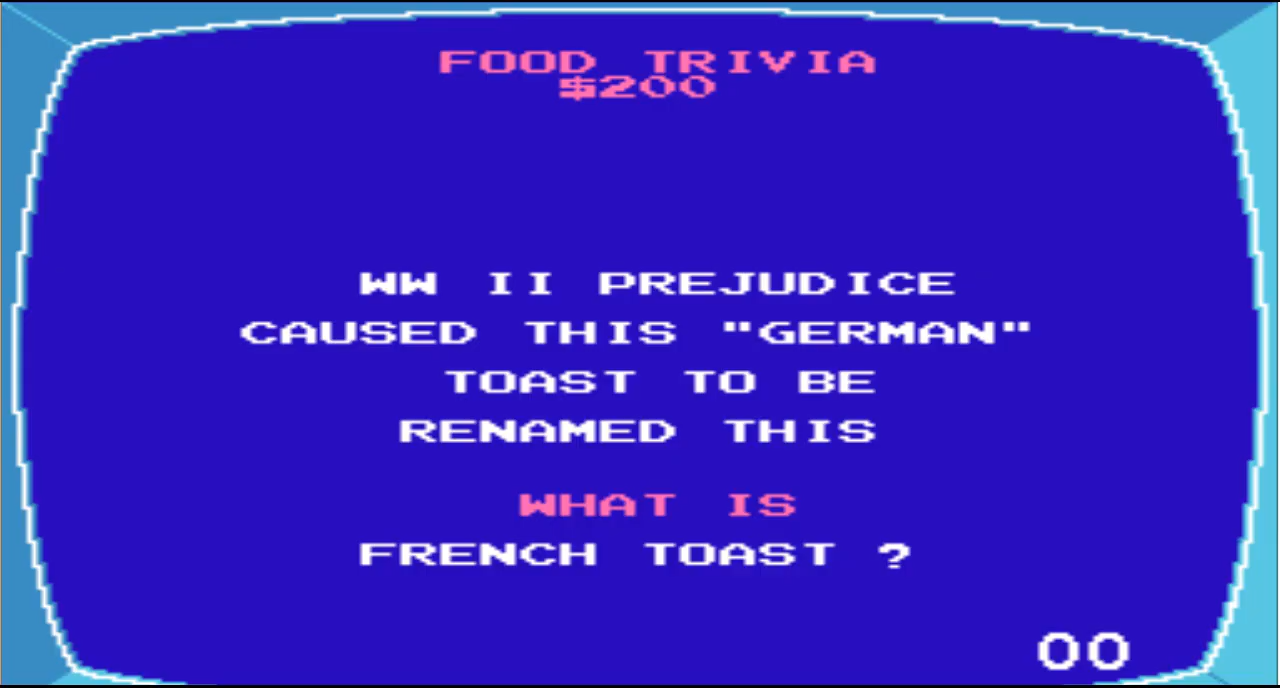 FOOD TRIVIA
$200
WW II PREJUDICE
CAUSED THIS "GERMAN"
TOAST TO BE
RENAMED THIS
WHAT IS
FRENCH TOAST ?
00